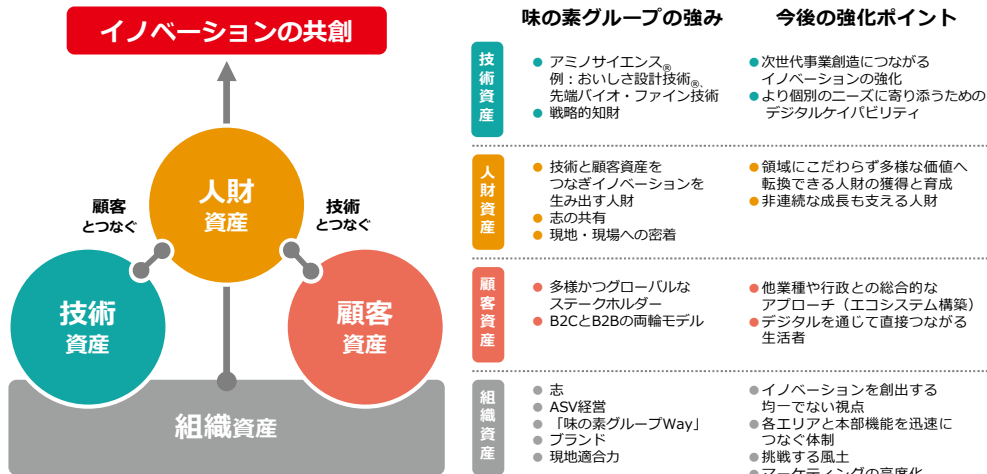 イノベーションの共創
人財
資産
顧客
とつなぐ
技術
とつなぐ
技術
資産
顧客
資産
組織資産
味の素グループの強み
今後の強化ポイント
技術資産
● アミノサイエンス®
例：おいしさ設計技術®、
先端バイオ・ファイン技術
● 戦略的知財
●次世代事業創造につながる
イノベーションの強化
●より個別のニーズに寄り添うための
デジタルケイパビリティ
人財資産
● 技術と顧客資産を
つなぎイノベーションを
生み出す人財
● 志の共有
● 現地・現場への密着
●領域にこだわらず多様な価値へ
転換できる人財の獲得と育成
●非連続な成長も支える人財
顧客資産
● 多様かつグローバルな
ステークホルダー
● B2CとB2Bの両輪モデル
●他業種や行政との総合的な
アプローチ（エコシステム構築）
●デジタルを通じて直接つながる
生活者
組織資産
● 志
● ASV経営
● 「味の素グループWay」
● ブランド
● 現地適合力
●イノベーションを創出する
均一でない視点
●各エリアと本部機能を迅速に
つなぐ体制
●挑戦する風土
●マーケティングの高度化